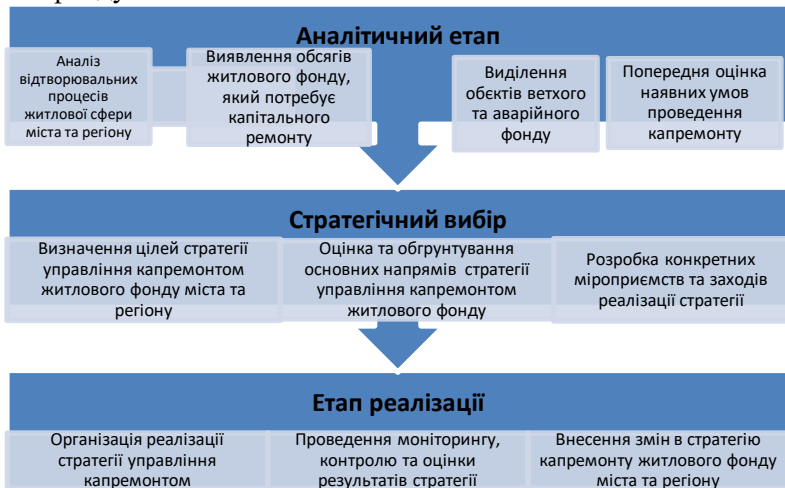 Аналітичний етап
Аналіз
відтворювальних
процесів
житлової сфери
міста та регіону
Виявлення обсягів
житлового фонду,
який потребує
капітального
ремонту
Виділення
обєктів ветхого
та аварійного
фонду
Попередня оцінка
наявних умов
проведення
капремонту
Стратегічний вибір
Визначення цілей стратегії
управління капремонтом
житлового фонду міста та
регіону
Оцінка та обгрунтування
основних напрямів стратегії
управління капремонтом
житлового фонду
Розробка конкретних
міроприємств та заходів
реалізації стратегії
Етап реалізації
Організація реалізації
стратегії управління
капремонтом
Проведення моніторингу,
контролю та оцінки
результатів стратегії
Внесення змін в стратегію
капремонту житлового фонду
міста та регіону